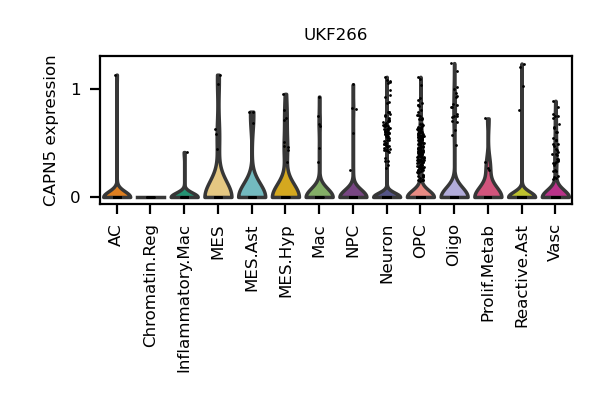 UKF266
CAPN5 expression
1
0
AC
Chromatin.Reg
Inflammatory.Mac
MES
MES.Ast
MES.Hyp
Mac
NPC
Neuron
OPC
Oligo
Prolif.Metab
Reactive.Ast
Vasc